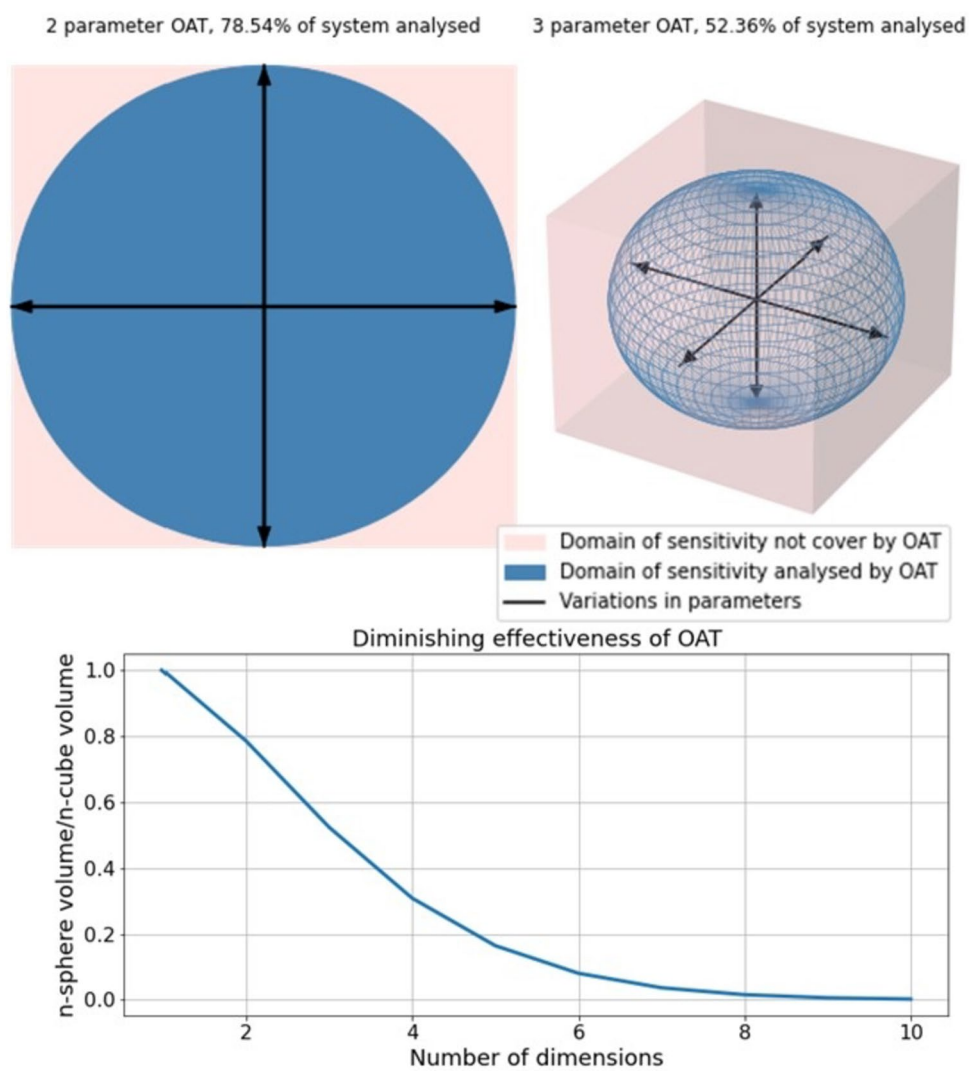 2 parameter OAT, 78.54% of system analysed
3 parameter OAT, 52.36% of system analysed
Domain of sensitivity not cover by OAT
Domain of sensitivity analysed by OAT
Variations in parameters
Diminishing effectiveness of OAT
n-sphere volume/n-cube volume
1.0
0.8
0.6
0.4
0.2
0.0
2 4 6 8 10
Number of dimensions